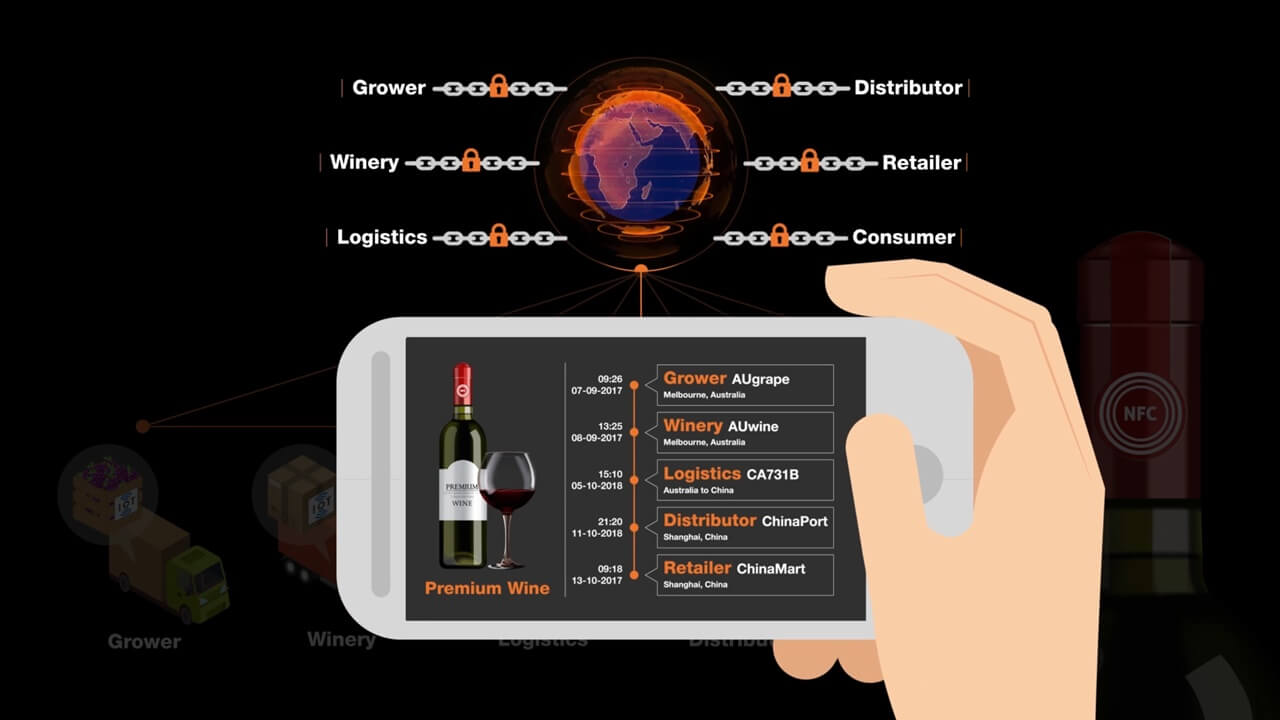 Grower
Distributor
Winery
Retailer
Logistics
Consumer
09:26
07-09-2017
Grower AUgrape
Melbourne, Australia
13:25
08-09-2017
Winery AUwine
Melbourne, Australia
15:10
05-10-2018
Logistics CA731B
Australia to China
21:20
11-10-2018
Distributor ChinaPort
Shanghai, China
09:18
13-10-2017
Retailer ChinaMart
Shanghai, China
PREMIUM
WINE
Premium Wine
NFC
IOT
IOT
Grower
Winery
Logistics
Distribu